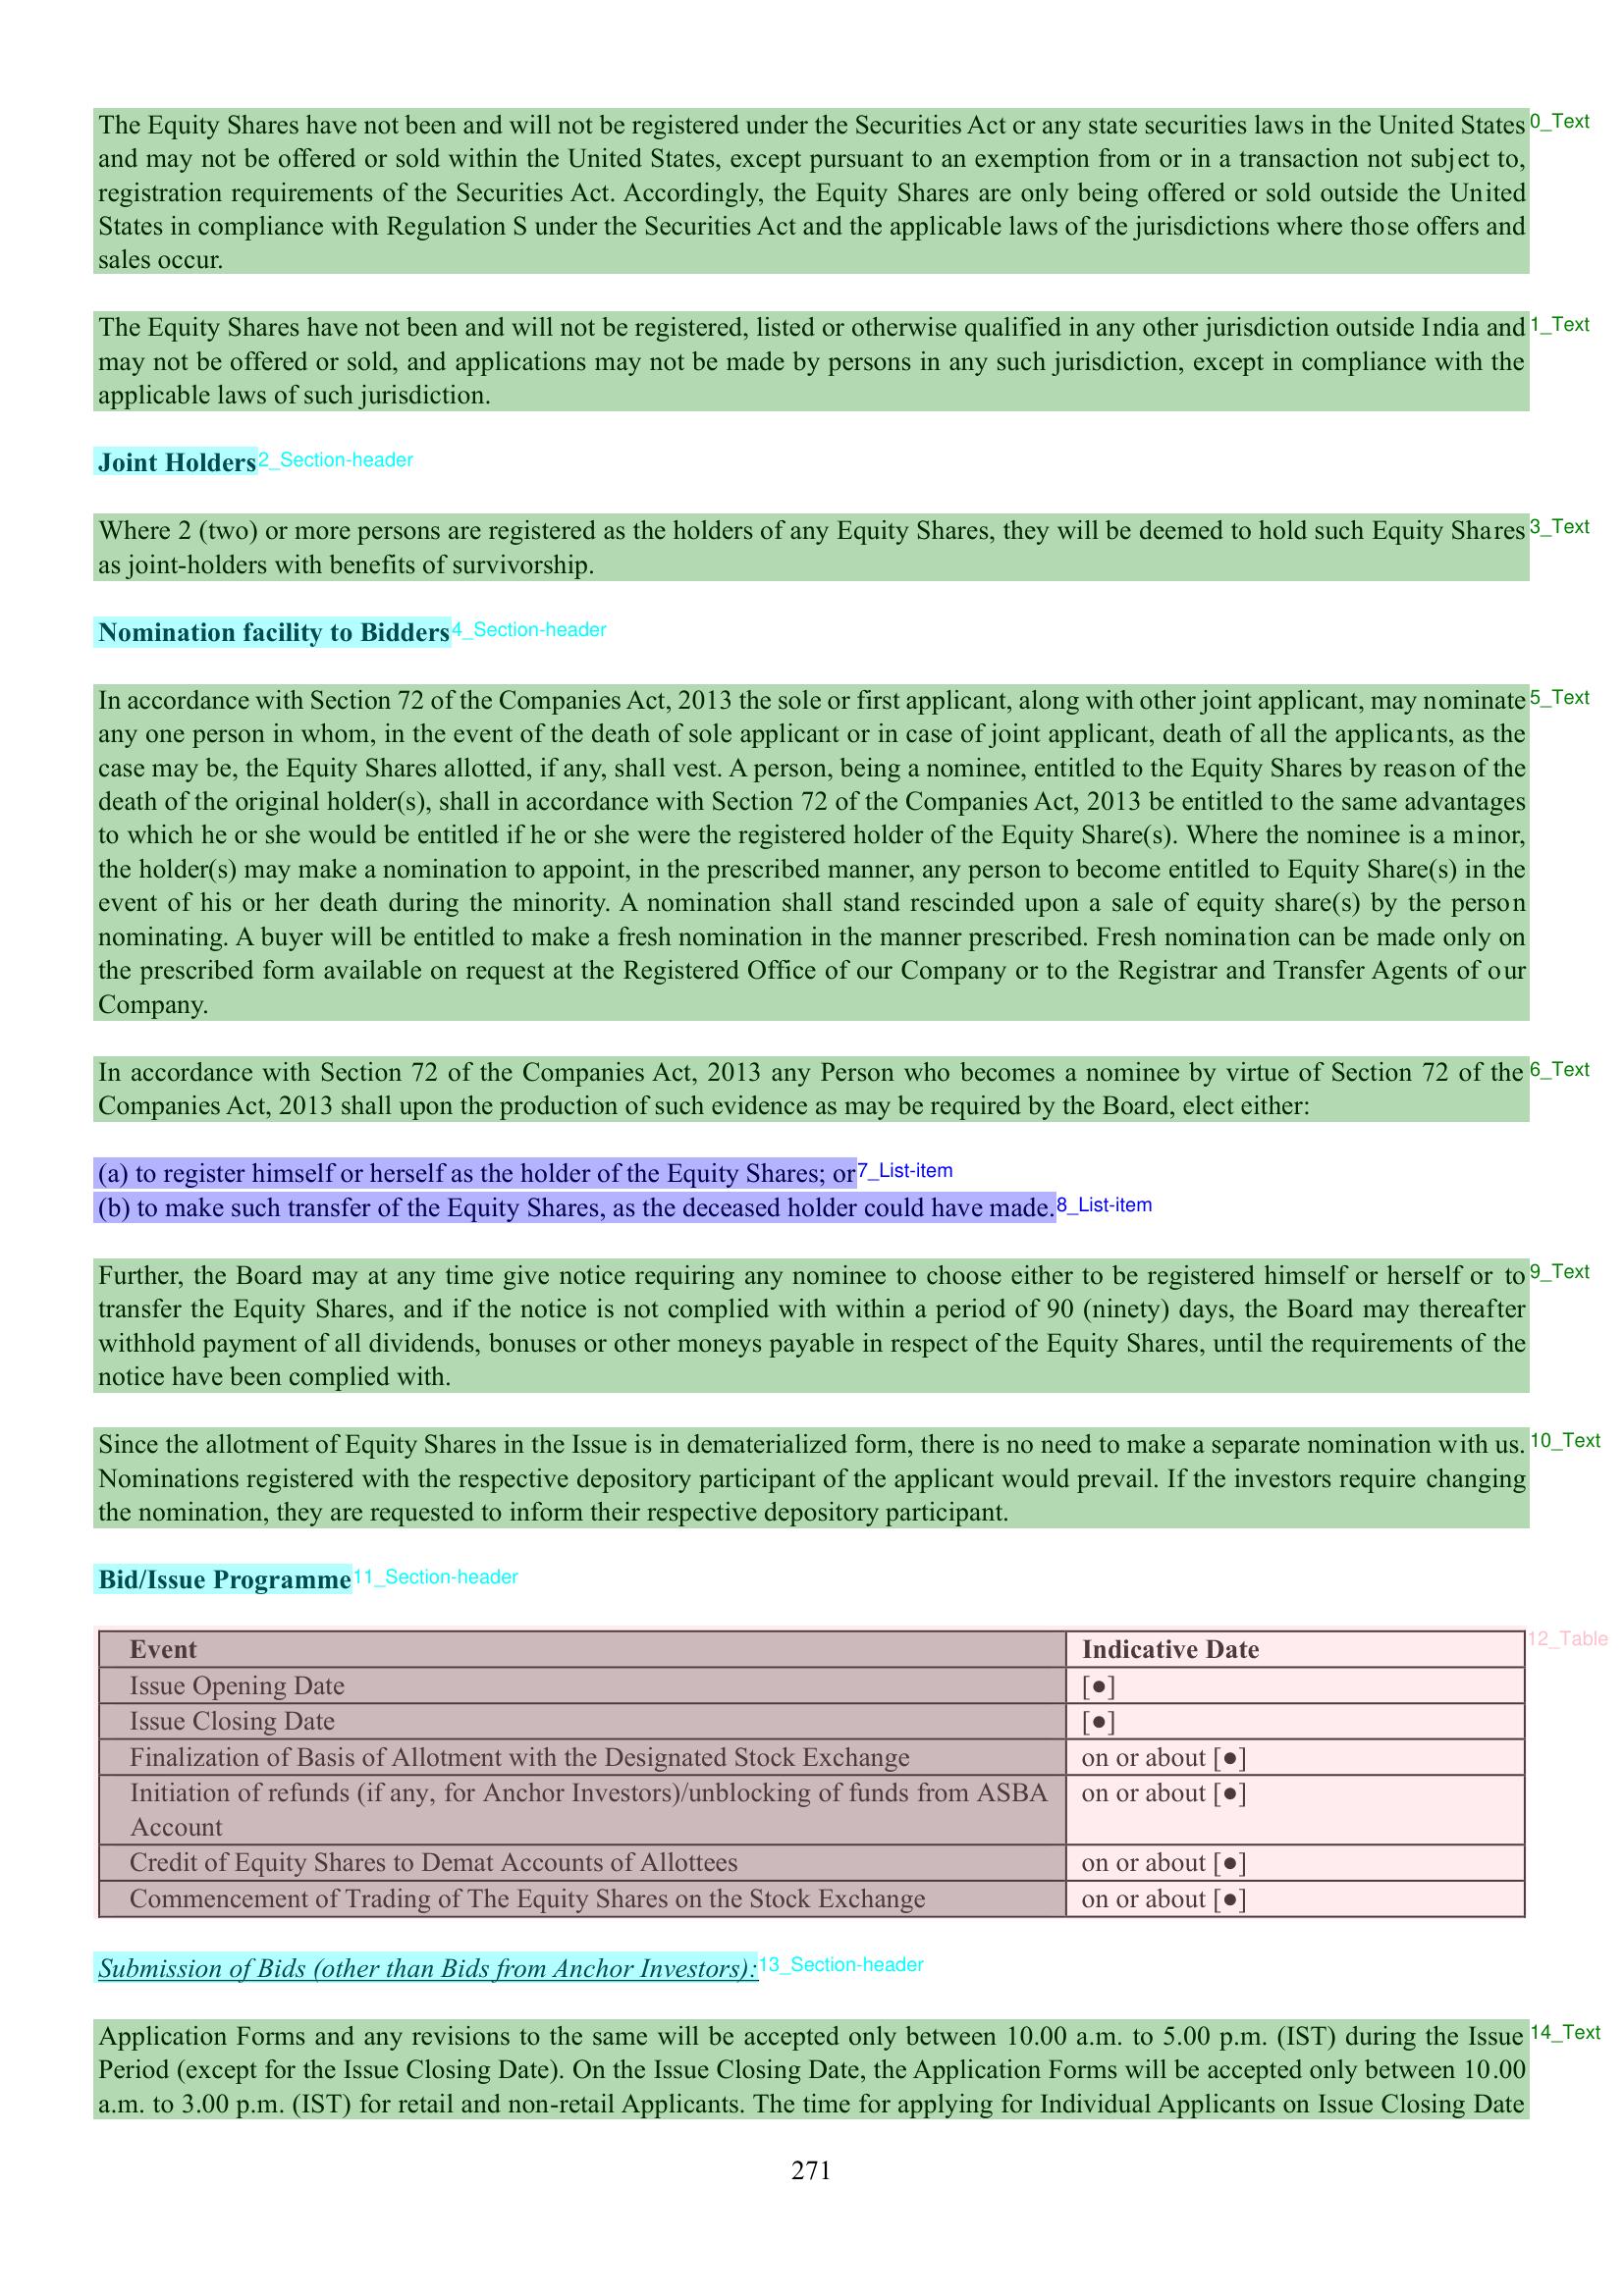 The Equity Shares have not been and will not be registered under the Securities Act or any state securities laws in the United States 0_Text
and may not be offered or sold within the United States, except pursuant to an exemption from or in a transaction not subject to,
registration requirements of the Securities Act. Accordingly, the Equity Shares are only being offered or sold outside the United
States in compliance with Regulation S under the Securities Act and the applicable laws of the jurisdictions where those offers and
sales occur.
The Equity Shares have not been and will not be registered, listed or otherwise qualified in any other jurisdiction outside India and 1_Text
may not be offered or sold, and applications may not be made by persons in any such jurisdiction, except in compliance with the
applicable laws of such jurisdiction.
Joint Holders 2_Section-header
Where 2 (two) or more persons are registered as the holders of any Equity Shares, they will be deemed to hold such Equity Shares 3_Text
as joint-holders with benefits of survivorship.
Nomination facility to Bidders 4_Section-header
In accordance with Section 72 of the Companies Act, 2013 the sole or first applicant, along with other joint applicant, may nominate 5_Text
any one person in whom, in the event of the death of sole applicant or in case of joint applicant, death of all the applicants, as the
case may be, the Equity Shares allotted, if any, shall vest. A person, being a nominee, entitled to the Equity Shares by reason of the
death of the original holder(s), shall in accordance with Section 72 of the Companies Act, 2013 be entitled to the same advantages
to which he or she would be entitled if he or she were the registered holder of the Equity Share(s). Where the nominee is a minor,
the holder(s) may make a nomination to appoint, in the prescribed manner, any person to become entitled to Equity Share(s) in the
event of his or her death during the minority. A nomination shall stand rescinded upon a sale of equity share(s) by the person
nominating. A buyer will be entitled to make a fresh nomination in the manner prescribed. Fresh nomination can be made only on
the prescribed form available on request at the Registered Office of our Company or to the Registrar and Transfer Agents of our
Company.
In accordance with Section 72 of the Companies Act, 2013 any Person who becomes a nominee by virtue of Section 72 of the 6_Text
Companies Act, 2013 shall upon the production of such evidence as may be required by the Board, elect either:
(a) to register himself or herself as the holder of the Equity Shares; or 7_List-item
(b) to make such transfer of the Equity Shares, as the deceased holder could have made. 8_List-item
Further, the Board may at any time give notice requiring any nominee to choose either to be registered himself or herself or to 9_Text
transfer the Equity Shares, and if the notice is not complied with within a period of 90 (ninety) days, the Board may thereafter
withhold payment of all dividends, bonuses or other moneys payable in respect of the Equity Shares, until the requirements of the
notice have been complied with.
Since the allotment of Equity Shares in the Issue is in dematerialized form, there is no need to make a separate nomination with us. 10_Text
Nominations registered with the respective depository participant of the applicant would prevail. If the investors require changing
the nomination, they are requested to inform their respective depository participant.
Bid/Issue Programme 11_Section-header
Event Indicative Date 12_Table
Issue Opening Date [●]
Issue Closing Date [●]
Finalization of Basis of Allotment with the Designated Stock Exchange on or about [●]
Initiation of refunds (if any, for Anchor Investors)/unblocking of funds from ASBA on or about [●]
Account
Credit of Equity Shares to Demat Accounts of Allottees on or about [●]
Commencement of Trading of The Equity Shares on the Stock Exchange on or about [●]
Submission of Bids (other than Bids from Anchor Investors): 13_Section-header
Application Forms and any revisions to the same will be accepted only between 10.00 a.m. to 5.00 p.m. (IST) during the Issue 14_Text
Period (except for the Issue Closing Date). On the Issue Closing Date, the Application Forms will be accepted only between 10.00
a.m. to 3.00 p.m. (IST) for retail and non-retail Applicants. The time for applying for Individual Applicants on Issue Closing Date
271